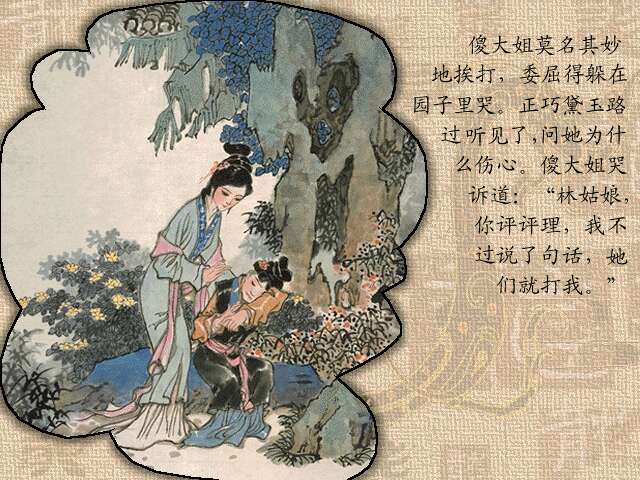 傻大姐莫名其妙
地挨打，委屈得躲在
园子里哭。正巧黛玉路
过听见了,问她为什
么伤心。傻大姐哭
诉道：“林姑娘,
你评评理，我不
过说了句话，她
们就打我。”